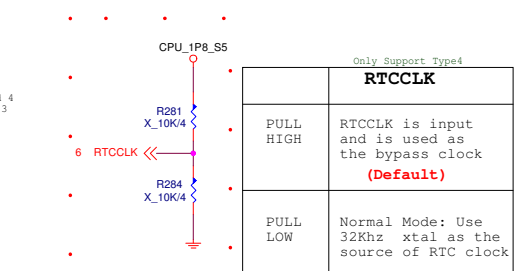 CPU_1P8_S5
Only Support Type4
RTCCLK
4
3
R281
X_10K/4
6 RTCCLK
R284
X_10K/4
PULL
HIGH
RTCCLK is input
and is used as
the bypass clock
(Default)
PULL
LOW
Normal Mode: Use
32Khz xtal as the
source of RTC clock